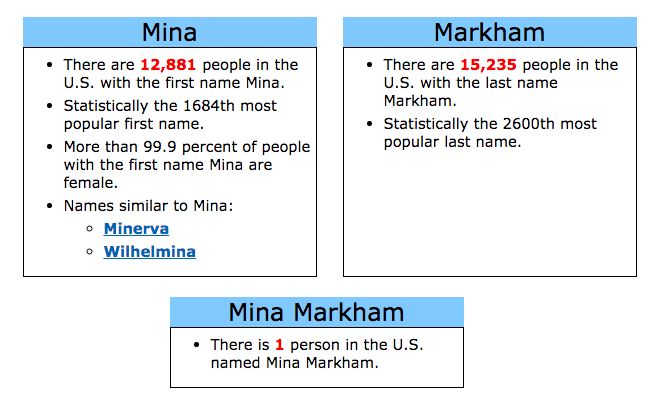 Mina
There are 12,881 people in the
U.S. with the first name Mina.
Statistically the 1684th most
popular first name.
More than 99.9 percent of people
with the first name Mina are
female.
Names similar to Mina:
Minerva
Wilhelmina
Markham
There are 15,235 people in the
U.S. with the last name
Markham.
Statistically the 2600th most
popular last name.
Mina Markham
There is 1 person in the U.S.
named Mina Markham.